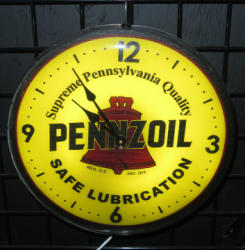 12
Supreme Pennsylvania Quality
9
PENNZOIL
3
SAFE LUBRICATION
6